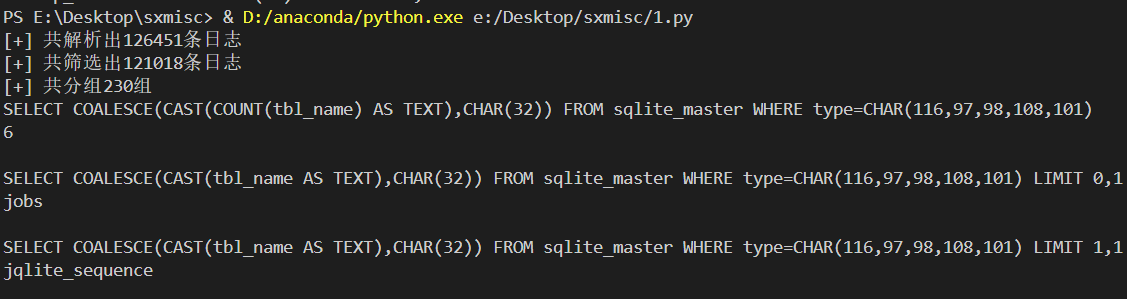 PS E:\Desktop\sxmisc> & D:/anaconda/python.exe e:/Desktop/sxmisc/1.py
[+] 共解析出126451条日志
[+] 共筛选出121018条日志
[+] 共分组230组
SELECT COALESCE(CAST(COUNT(tbl_name) AS TEXT),CHAR(32)) FROM sqlite_master WHERE type=CHAR(116,97,98,108,101)
6
SELECT COALESCE(CAST(tbl_name AS TEXT),CHAR(32)) FROM sqlite_master WHERE type=CHAR(116,97,98,108,101) LIMIT 0,1
jobs
SELECT COALESCE(CAST(tbl_name AS TEXT),CHAR(32)) FROM sqlite_master WHERE type=CHAR(116,97,98,108,101) LIMIT 1,1
jqlite_sequence